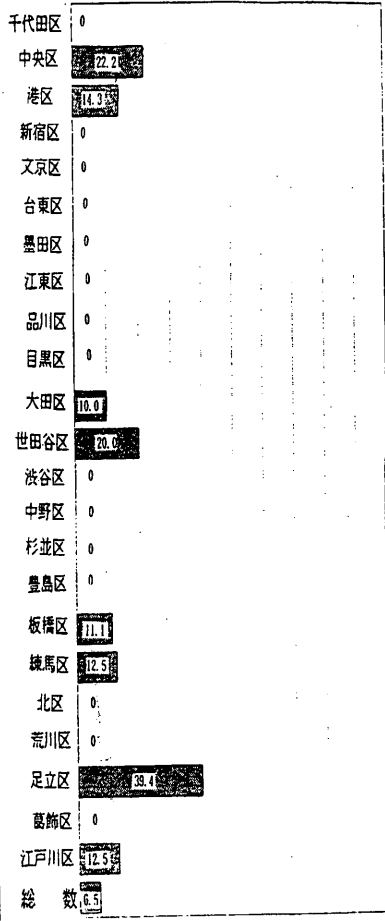 千代田区 0
中央区 22.2
港区 14.3
新宿区 0
文京区 0
台東区 0
墨田区 0
江東区 0
品川区 0
目黒区 0
大田区 10.0
世田谷区 20.0
渋谷区 0
中野区 0
杉並区 0
豊島区 0
板橋区 11.1
練馬区 12.5
北区 0
荒川区 0
足立区 39.4
葛飾区 0
江戸川区 12.5
総数 6.5